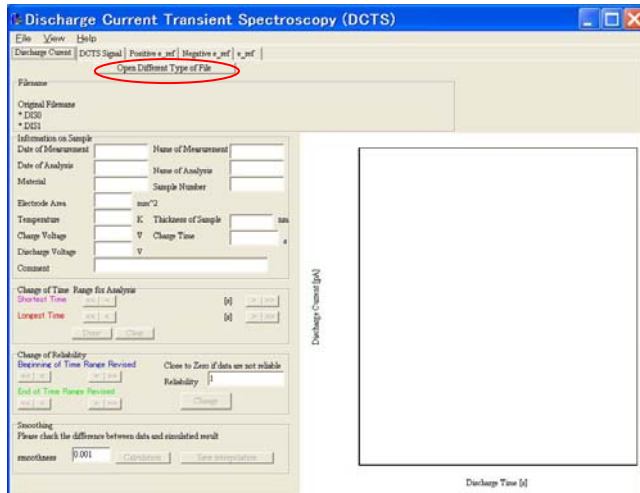 Discharge Current Transient Spectroscopy (DCTS)
File View Help
Discharge Current DCTS Signal Positive e_ref Negative e_ref e_ref
Open Different Type of File
Filename
Original Filename
*.DIS0
*.DIS1
Information on Sample
Date of Measurement Name of Measurement
Date of Analysis Name of Analysis
Material Sample Number
Electrode Area mm^2
Temperature K Thickness of Sample nm
Charge Voltage V Charge Time s
Discharge Voltage V
Comment
Change of Time Range for Analysis
Shortest Time << < [s] > >>
Longest Time << < [s] > >>
Done Clear
Change of Reliability
Beginning of Time Range Revised Close to Zero if data are not reliable
<< < > >> Reliability 1
End of Time Range Revised
<< < > >> Change
Smoothing
Please chack the difference between data and simulatied result
smoothness 0.001 Calculation Save interpolation
Discharge Current [pA]
Discharge Time [s]